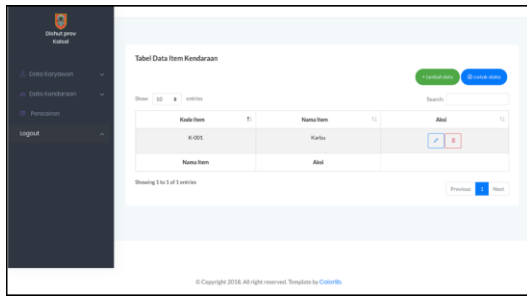 Dishut prov
Kalsel
Data Karyawan
Data Kendaraan
Pencarian
Logout
Tabel Data Item Kendaraan
+tambah data
cetak data
Show 10 entries
Search:
Kode Item Nama Item Aksi
K-001 Karbu
Nama Item Aksi
Showing 1 to 1 of 1 entries
Previous 1 Next
© Copyright 2018. All right reserved. Template by Colorlib.